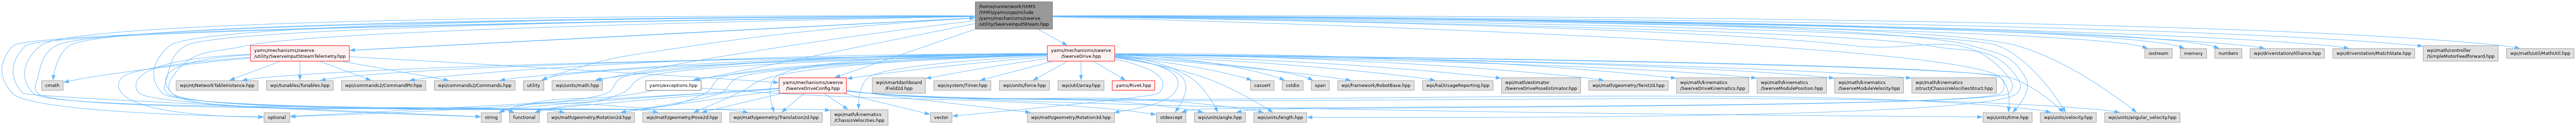 /home/runner/work/YAMS
/YAMS/yams/cpp/include
/yams/mechanisms/swerve
/utility/SwerveInputStream.hpp
yams/mechanisms/swerve
/utility/SwerveInputStreamTelemetry.hpp
yams/mechanisms/swerve
/SwerveDrive.hpp
iostream
memory
numbers
wpi/driverstation/Alliance.hpp
wpi/driverstation/MatchState.hpp
wpi/math/controller
/SimpleMotorFeedforward.hpp
wpi/math/util/MathUtil.hpp
cmath
wpi/nt/NetworkTableInstance.hpp
wpi/tunables/Tunables.hpp
wpi/commands2/CommandPtr.hpp
wpi/commands2/Commands.hpp
utility
wpi/units/math.hpp
yams/exceptions.hpp
yams/mechanisms/swerve
/SwerveDriveConfig.hpp
wpi/smartdashboard
/Field2d.hpp
wpi/system/Timer.hpp
wpi/units/force.hpp
wpi/util/array.hpp
yams/Rivet.hpp
cassert
cstdio
span
wpi/framework/RobotBase.hpp
wpi/hal/UsageReporting.hpp
wpi/math/estimator
/SwerveDrivePoseEstimator.hpp
wpi/math/geometry/Twist2d.hpp
wpi/math/kinematics
/SwerveDriveKinematics.hpp
wpi/math/kinematics
/SwerveModulePosition.hpp
wpi/math/kinematics
/SwerveModuleVelocity.hpp
wpi/math/kinematics
/struct/ChassisVelocitiesStruct.hpp
optional
string
functional
wpi/math/geometry/Rotation2d.hpp
wpi/math/geometry/Pose2d.hpp
wpi/math/geometry/Translation2d.hpp
wpi/math/kinematics
/ChassisVelocities.hpp
vector
wpi/math/geometry/Rotation3d.hpp
stdexcept
wpi/units/angle.hpp
wpi/units/length.hpp
wpi/units/time.hpp
wpi/units/velocity.hpp
wpi/units/angular_velocity.hpp